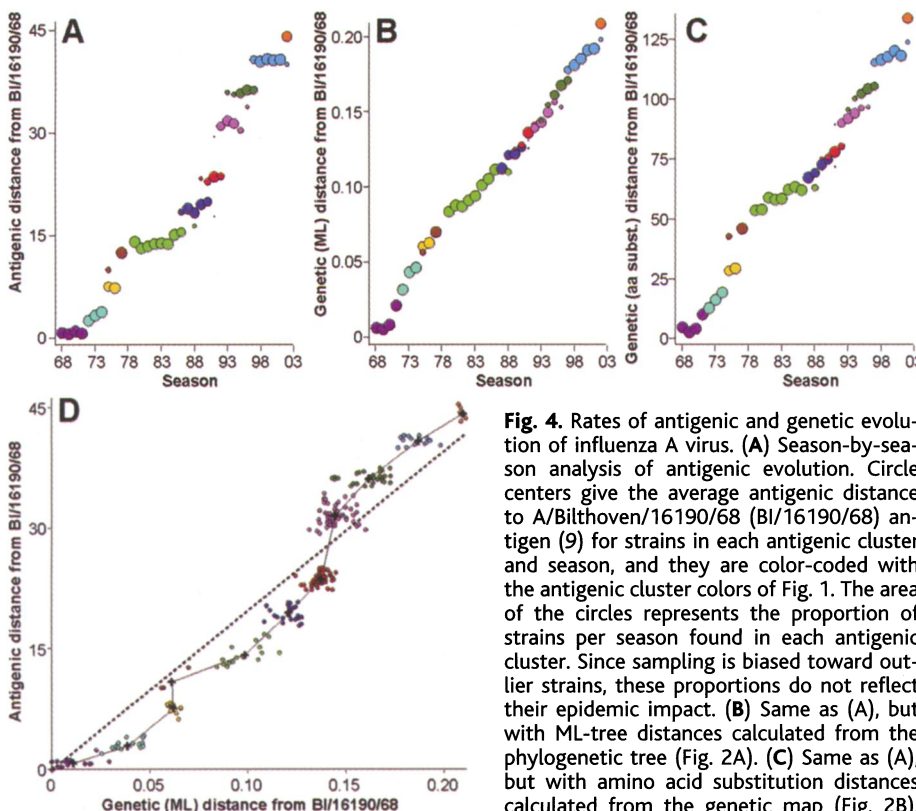 A
Antigenic distance from BI/16190/68
45
30
15
0
68 73 78 83 88 93 98 03
Season
B
Genetic (ML) distance from BI/16190/68
0.20
0.15
0.10
0.05
0
68 73 78 83 88 93 98 03
Season
C
Genetic (aa subst.) distance from BI/16190/68
125
100
75
50
25
0
68 73 78 83 88 93 98 03
Season
D
Antigenic distance from BI/16190/68
45
30
15
0
0 0.05 0.10 0.15 0.20
Genetic (ML) distance from BI/16190/68
Fig. 4. Rates of antigenic and genetic evolu-
tion of influenza A virus. (A) Season-by-sea-
son analysis of antigenic evolution. Circle
centers give the average antigenic distance
to A/Bilthoven/16190/68 (BI/16190/68) an-
tigen (9) for strains in each antigenic cluster
and season, and they are color-coded with
the antigenic cluster colors of Fig. 1. The area
of the circles represents the proportion of
strains per season found in each antigenic
cluster. Since sampling is biased toward out-
lier strains, these proportions do not reflect
their epidemic impact. (B) Same as (A), but
with ML-tree distances calculated from the
phylogenetic tree (Fig. 2A). (C) Same as (A),
but with amino acid substitution distances
calculated from the genetic map (Fig. 2B).